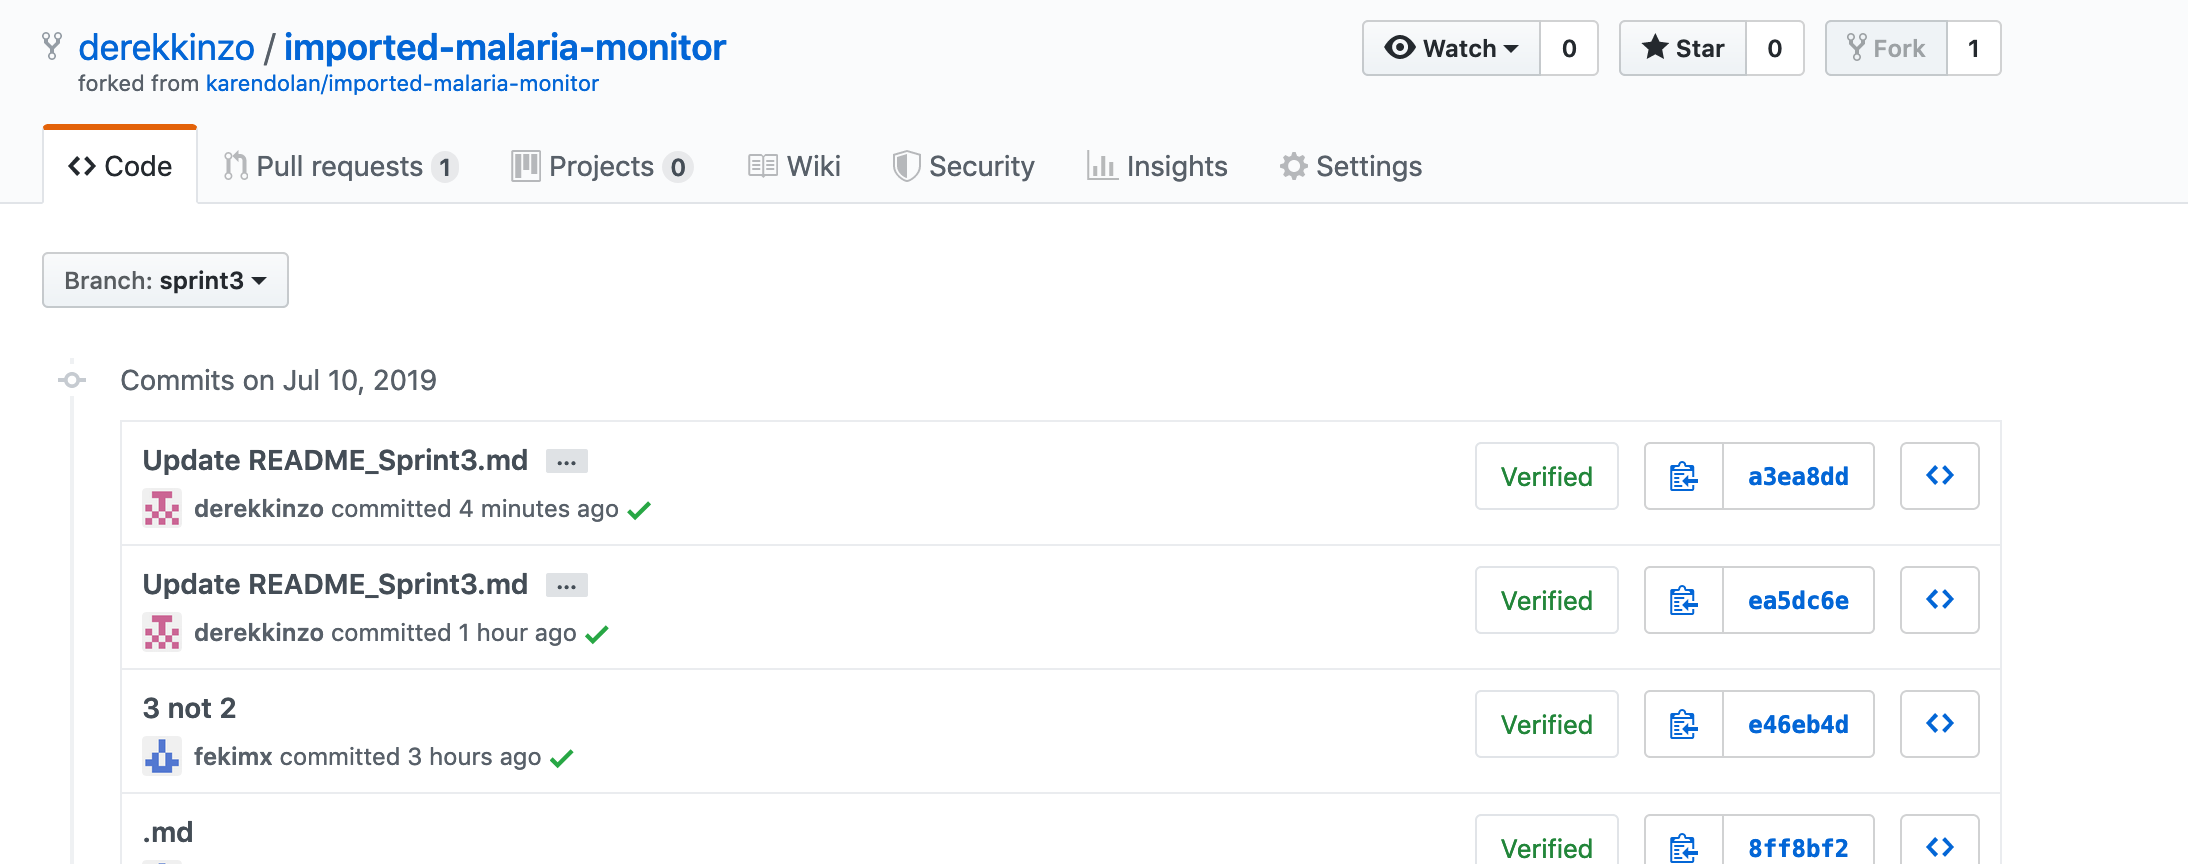 derekkinzo / imported-malaria-monitor
forked from karendolan/imported-malaria-monitor
Watch 0 Star 0 Fork 1
Code Pull requests 1 Projects 0 Wiki Security Insights Settings
Branch: sprint3
Commits on Jul 10, 2019
Update README_Sprint3.md ...
derekkinzo committed 4 minutes ago
Verified a3ea8dd
Update README_Sprint3.md ...
derekkinzo committed 1 hour ago
Verified ea5dc6e
3 not 2
fekimx committed 3 hours ago
Verified e46eb4d
.md
Verified 8ff8bf2